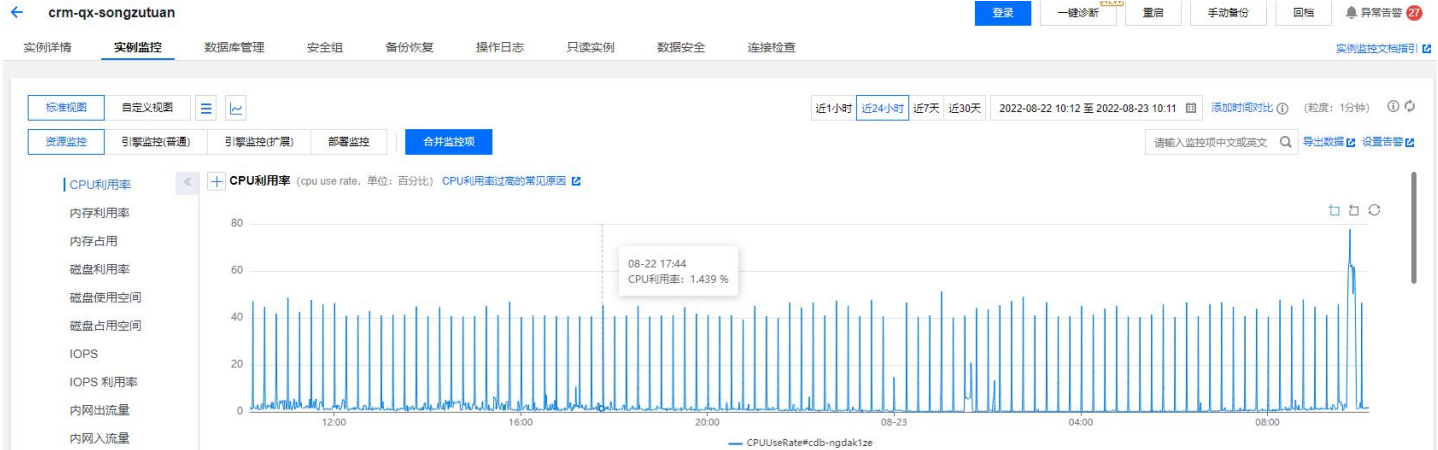 crm-qx-songzutuan
登录 一键诊断 重启 手动备份 回档 异常告警 27
实例详情 实例监控 数据库管理 安全组 备份恢复 操作日志 只读实例 数据安全 连接检查 实例监控文档指引
标准视图 自定义视图 近1小时 近24小时 近7天 近30天 2022-08-22 10:12 至 2022-08-23 10:11 添加时间对比 (粒度：1分钟)
资源监控 引擎监控(普通) 引擎监控(扩展) 部署监控 合并监控项 请输入监控项中文或英文 导出数据 设置告警
CPU利用率
内存利用率
内存占用
磁盘利用率
磁盘使用空间
磁盘占用空间
IOPS
IOPS 利用率
内网出流量
内网入流量
CPU利用率 (cpu use rate，单位：百分比) CPU利用率过高的常见原因
80
60
40
20
0
08-22 17:44
CPU利用率：1.439 %
12:00 16:00 20:00 08-23 04:00 08:00
CPUUseRate#cdb-ngdak1ze